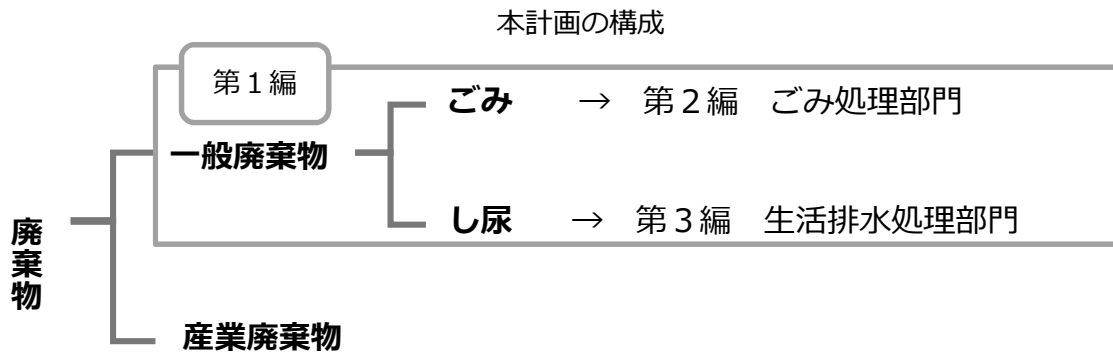 本計画の構成
第１編
ごみ → 第２編 ごみ処理部門
一般廃棄物
し尿 → 第３編 生活排水処理部門
廃棄物
産業廃棄物